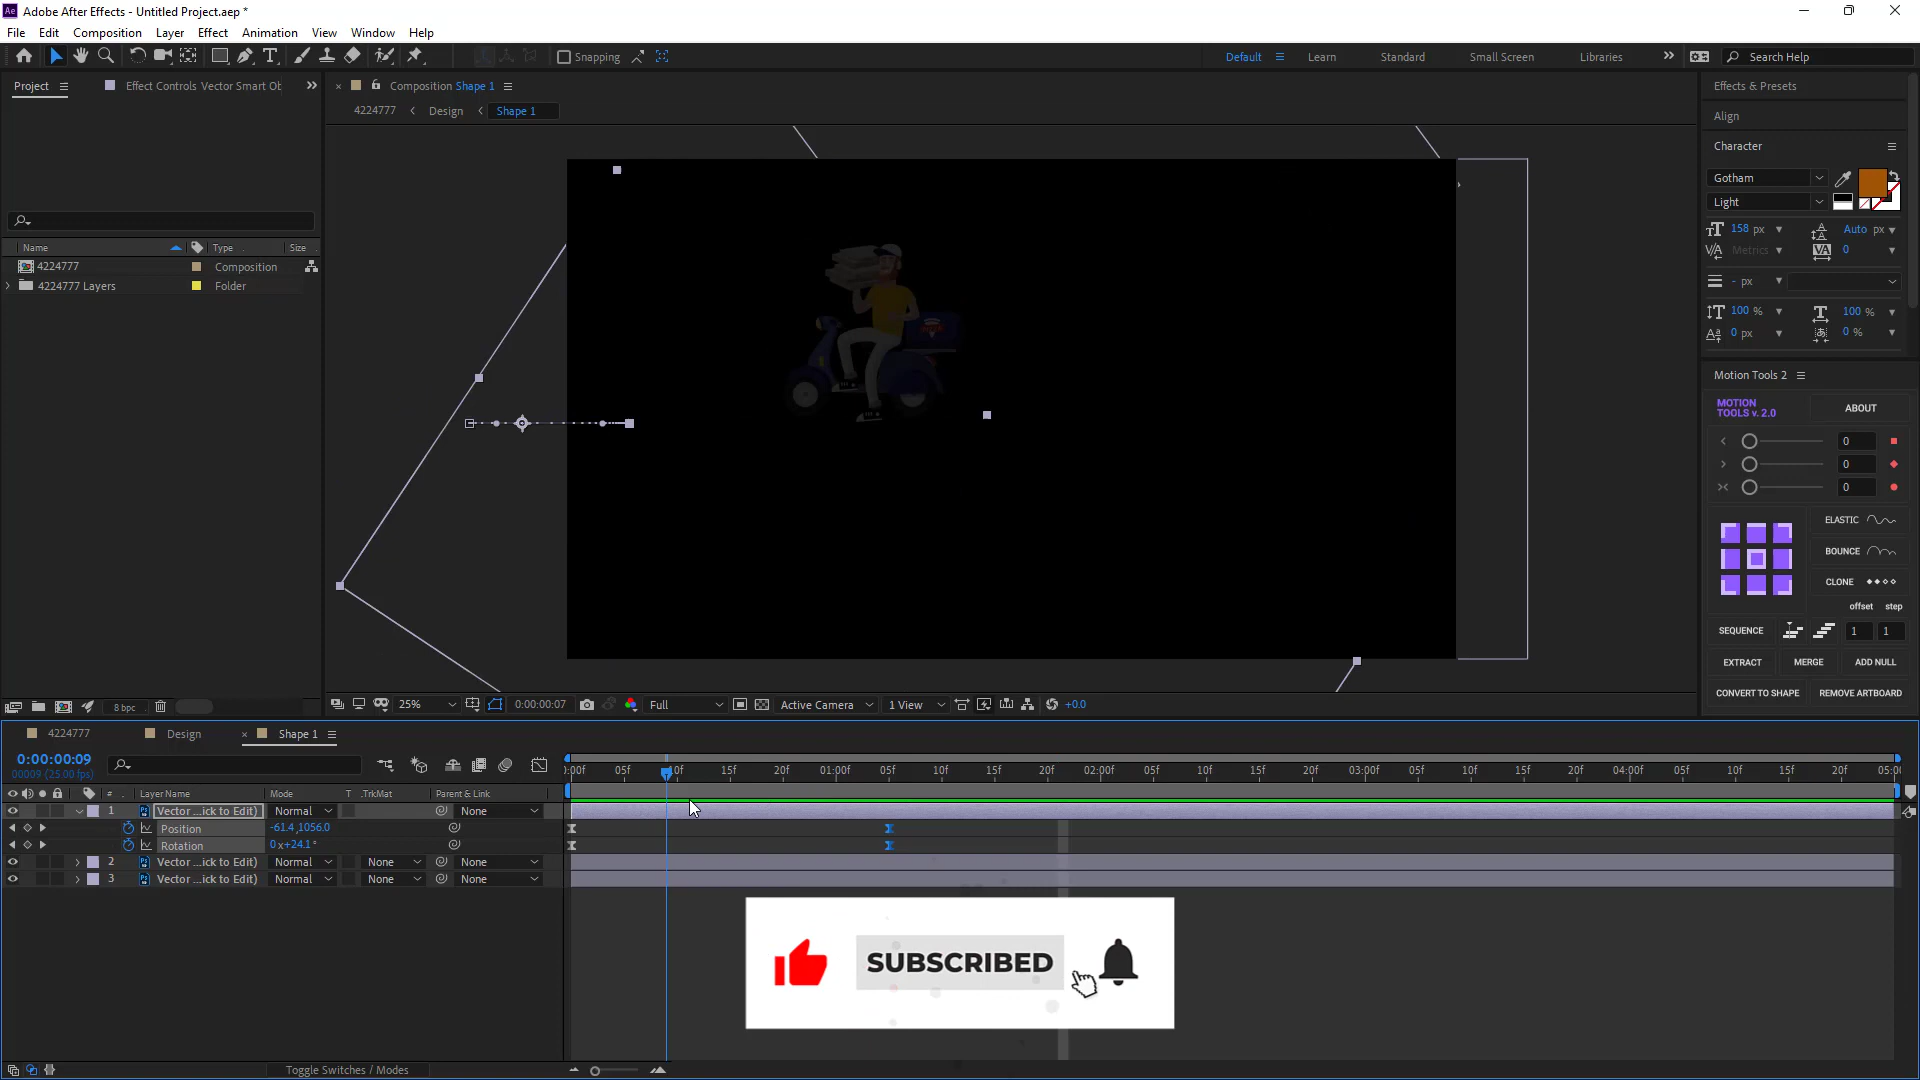 Adobe After Effects - Untitled Project.aep *
File Edit Composition Layer Effect Animation View Window Help
Snapping
Default Learn Standard Small Screen Libraries Search Help
Project
Effect Controls Vector Smart Ob
Composition Shape 1
4224777 Design Shape 1
Name Type Size
4224777 Composition
4224777 Layers Folder
8 bpc
25% 0:00:00:07 Full Active Camera 1 View +0.0
Effects & Presets
Align
Character
Gotham
Light
158 px Auto px
Metrics 0
- px
100 % 100 %
0 px 0 %
Motion Tools 2
MOTION
TOOLS v. 2.0
ABOUT
0
0
0
ELASTIC
BOUNCE
CLONE
offset step
SEQUENCE 1 1
EXTRACT MERGE ADD NULL
CONVERT TO SHAPE REMOVE ARTBOARD
4224777 Design Shape 1
0:00:00:09
00009 (25.00 fps)
:00f 05f 10f 15f 20f 01:00f 05f 10f 15f 20f 02:00f 05f 10f 15f 20f 03:00f 05f 10f 15f 20f 04:00f 05f 10f 15f 20f 05:0
# Layer Name Mode T .TrkMat Parent & Link
1 Vector ...ick to Edit) Normal None
Position -61.4,1056.0
Rotation 0 x+24.1 °
2 Vector ...ick to Edit) Normal None None
3 Vector ...ick to Edit) Normal None None
SUBSCRIBED
Toggle Switches / Modes